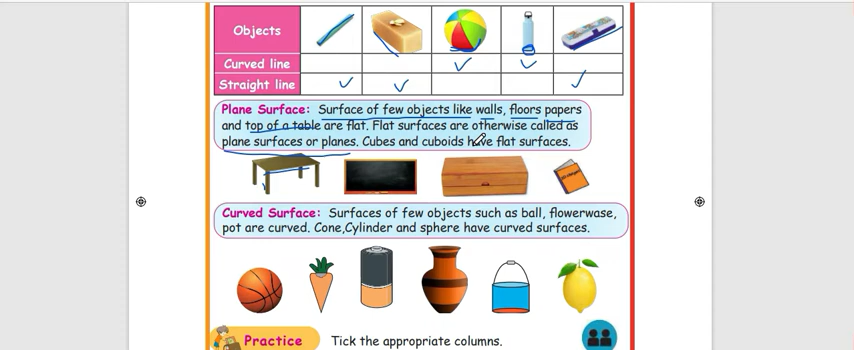 Objects
Curved line
Straight line
Plane Surface: Surface of few objects like walls, floors papers
and top of a table are flat. Flat surfaces are otherwise called as
plane surfaces or planes. Cubes and cuboids have flat surfaces.
Curved Surface: Surfaces of few objects such as ball, flowerwase,
pot are curved. Cone,Cylinder and sphere have curved surfaces.
Practice Tick the appropriate columns.